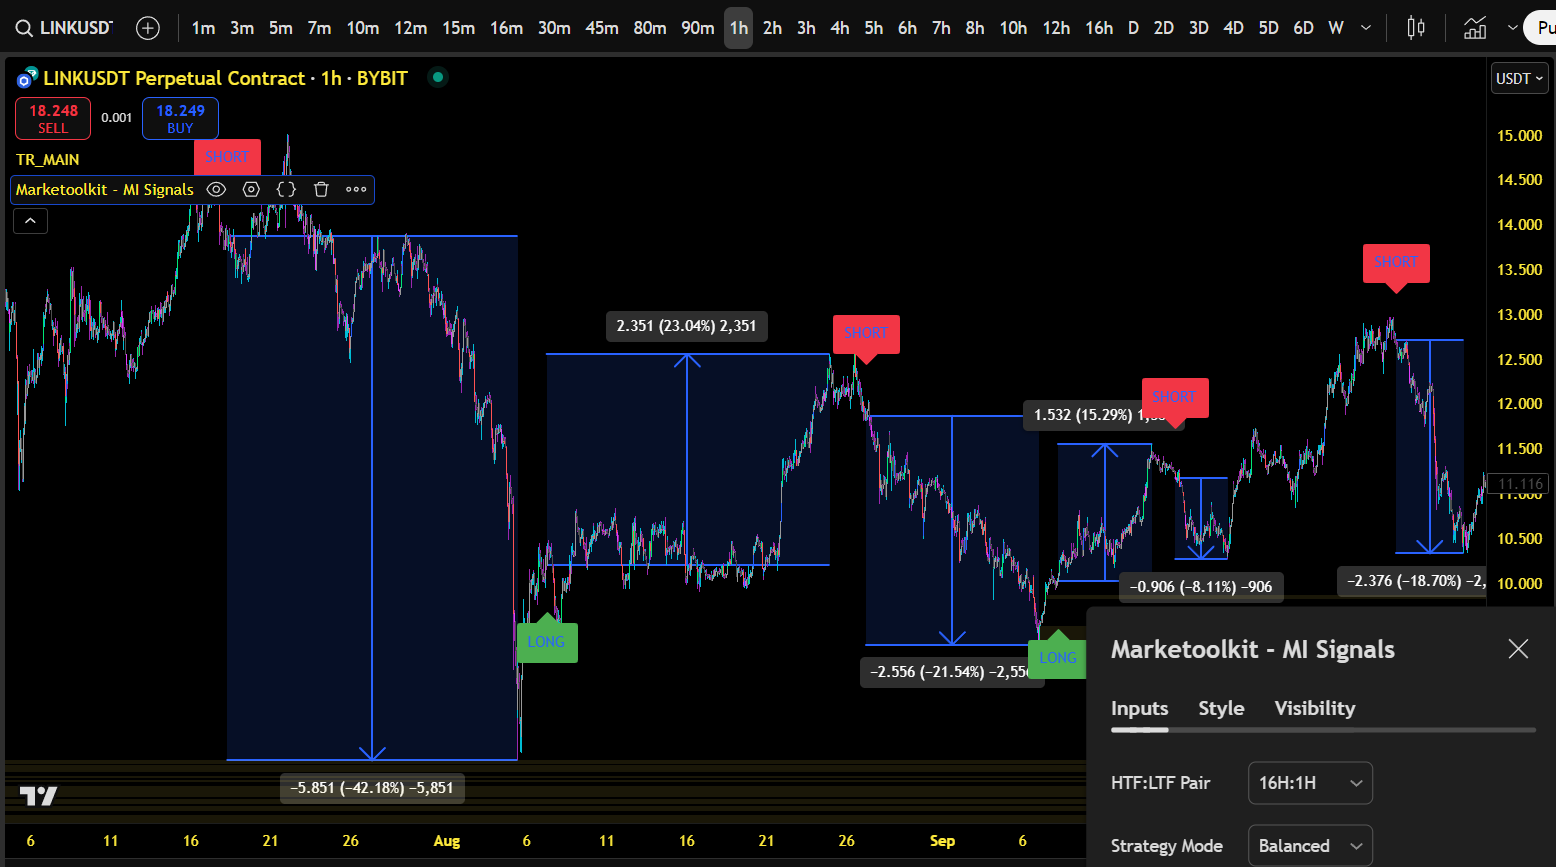 LINKUSDT
1m 3m 5m 7m 10m 12m 15m 16m 30m 45m 80m 90m 1h 2h 3h 4h 5h 6h 7h 8h 10h 12h 16h D 2D 3D 4D 5D 6D W
Pu
LINKUSDT Perpetual Contract · 1h · BYBIT
USDT
18.248
SELL
0.001
18.249
BUY
TR_MAIN
SHORT
Marketoolkit - MI Signals
15.000
14.500
14.000
13.500
13.000
12.500
12.000
11.500
11.116
11.000
10.500
10.000
SHORT
2.351 (23.04%) 2,351
SHORT
SHORT
1.532 (15.29%)
−0.906 (−8.11%) −906
−2.376 (−18.70%) −2,
LONG
LONG
−2.556 (−21.54%) −2,556
−5.851 (−42.18%) −5,851
Marketoolkit - MI Signals
Inputs Style Visibility
HTF:LTF Pair 16H:1H
Strategy Mode Balanced
6 11 16 21 26 Aug 6 11 16 21 26 Sep 6